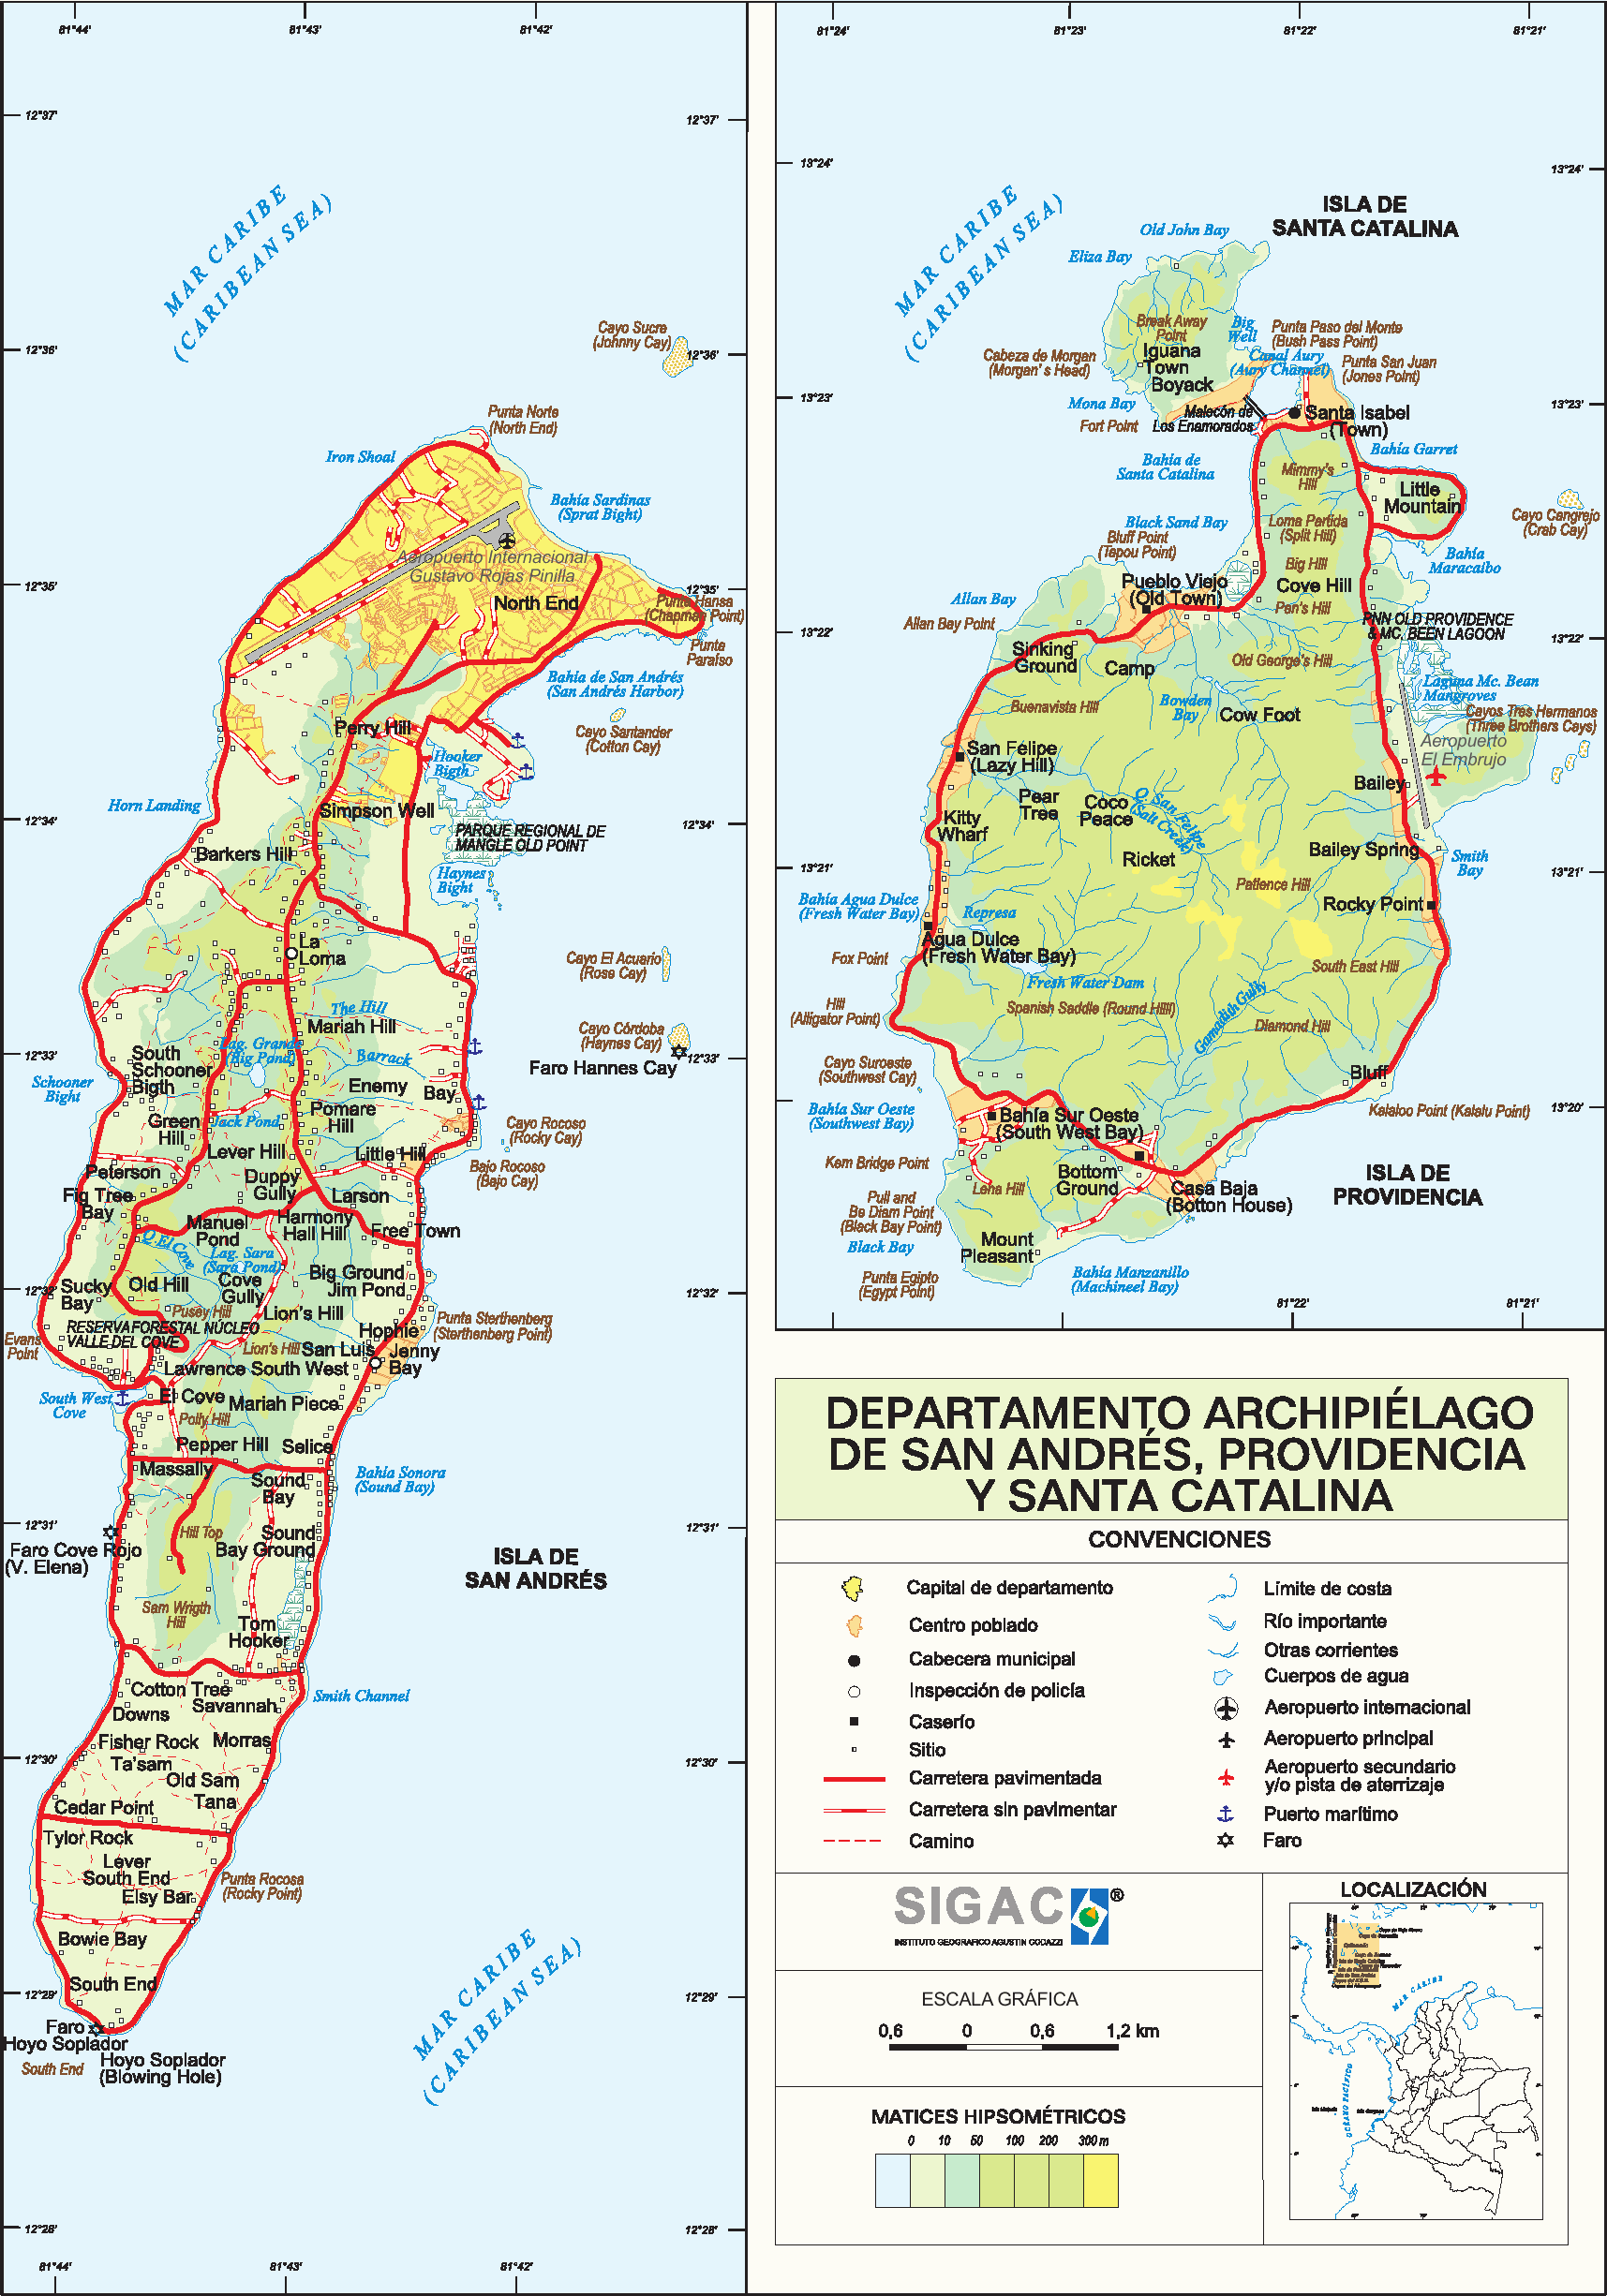 81°44'
81°43'
81°42'
12°37'
12°37'
MAR CARIBE
(CARIBEAN SEA)
Cayo Sucre
(Johnny Cay)
12°36'
12°36'
Punta Norte
(North End)
Iron Shoal
Bahía Sardinas
(Sprat Bight)
Aeropuerto Internacional
Gustavo Rojas Pinilla
12°35'
12°35'
North End
Punta Hansa
(Chapman Point)
Punta
Paraíso
Bahía de San Andrés
(San Andrés Harbor)
Cayo Santander
(Cotton Cay)
Perry Hill
Hooker
Bigth
Horn Landing
Simpson Well
12°34'
12°34'
PARQUE REGIONAL DE
MANGLE OLD POINT
Barkers Hill
Haynes
Bight
La
Loma
Cayo El Acuario
(Rose Cay)
The Hill
Mariah Hill
Cayo Córdoba
(Haynes Cay)
Lag. Grande
(Big Pond)
Barrack
12°33'
12°33'
Faro Hannes Cay
South
Schooner
Bigth
Schooner
Bight
Enemy
Bay
Pomare
Hill
Green
Hill
Jack Pond
Cayo Rocoso
(Rocky Cay)
Lever Hill
Little Hill
Bajo Rocoso
(Bajo Cay)
Peterson
Duppy
Gully
Fig Tree
Bay
Larson
Manuel
Pond
Harmony
Hall Hill
Free Town
Q. El Cove
Lag. Sara
(Sara Pond)
Big Ground
Jim Pond
12°32'
12°32'
Sucky
Bay
Old Hill
Cove
Gully
Pusey Hill
Lion's Hill
RESERVA FORESTAL NÚCLEO
VALLE DEL COVE
Hophie
Punta Sterthenberg
(Sterthenberg Point)
Evans
Point
Lion's Hill
San Luis
Jenny
Bay
Lawrence South West
South West
Cove
El Cove
Mariah Piece
Polly Hill
Pepper Hill
Selice
Massally
Sound
Bay
Bahía Sonora
(Sound Bay)
12°31'
12°31'
Hill Top
Sound
Bay Ground
Faro Cove Rojo
(V. Elena)
ISLA DE
SAN ANDRÉS
Sam Wrigth
Hill
Tom
Hooker
Cotton Tree
Savannah
Smith Channel
Downs
Fisher Rock
Morras
12°30'
12°30'
Ta'sam
Old Sam
Tana
Cedar Point
Tylor Rock
Lever
South End
Elsy Bar
Punta Rocosa
(Rocky Point)
Bowie Bay
South End
12°29'
12°29'
Faro
Hoyo Soplador
Hoyo Soplador
(Blowing Hole)
South End
MAR CARIBE
(CARIBEAN SEA)
12°28'
12°28'
81°44'
81°43'
81°42'
81°24'
81°23'
81°22'
81°21'
13°24'
13°24'
MAR CARIBE
(CARIBEAN SEA)
ISLA DE
SANTA CATALINA
Old John Bay
Eliza Bay
Break Away
Point
Big
Well
Punta Paso del Monte
(Bush Pass Point)
Iguana
Town
Boyack
Cabeza de Morgan
(Morgan's Head)
Canal Aury
(Aury Channel)
Punta San Juan
(Jones Point)
13°23'
13°23'
Mona Bay
Fort Point
Malecón de
Los Enamorados
Santa Isabel
(Town)
Bahía de
Santa Catalina
Bahía Garret
Mimmy's
Hill
Little
Mountain
Cayo Cangrejo
(Crab Cay)
Black Sand Bay
Bluff Point
(Tapou Point)
Loma Partida
(Split Hill)
Big Hill
Bahía
Maracaibo
Pueblo Viejo
(Old Town)
Cove Hill
Allan Bay
Pen's Hill
Allan Bay Point
PNN OLD PROVIDENCE
& MC. BEEN LAGOON
13°22'
13°22'
Sinking
Ground
Camp
Old George's Hill
Laguna Mc. Bean
Mangroves
Buenavista Hill
Bowden
Bay
Cow Foot
Cayos Tres Hermanos
(Three Brothers Cays)
Aeropuerto
El Embrujo
San Félipe
(Lazy Hill)
Bailey
Pear
Tree
Coco
Peace
Q. San Felipe
(Salt Creek)
Kitty
Wharf
Ricket
Bailey Spring
Smith
Bay
13°21'
13°21'
Patience Hill
Bahía Agua Dulce
(Fresh Water Bay)
Represa
Rocky Point
Agua Dulce
(Fresh Water Bay)
Fox Point
South East Hill
Fresh Water Dam
Hill
(Alligator Point)
Spanish Saddle (Round Hilll)
Gamadith Gully
Diamond Hill
Cayo Suroeste
(Southwest Cay)
Bluff
Bahía Sur Oeste
(Southwest Bay)
Bahía Sur Oeste
(South West Bay)
Kalaloo Point (Kalalu Point)
13°20'
Kem Bridge Point
Lena Hill
Bottom
Ground
Casa Baja
(Botton House)
ISLA DE
PROVIDENCIA
Pull and
Be Diam Point
(Black Bay Point)
Black Bay
Mount
Pleasant
Punta Egipto
(Egypt Point)
Bahía Manzanillo
(Machineel Bay)
81°22'
81°21'
DEPARTAMENTO ARCHIPIÉLAGO
DE SAN ANDRÉS, PROVIDENCIA
Y SANTA CATALINA
CONVENCIONES
Capital de departamento
Centro poblado
Cabecera municipal
Inspección de policía
Caserío
Sitio
Carretera pavimentada
Carretera sin pavimentar
Camino
Límite de costa
Río importante
Otras corrientes
Cuerpos de agua
Aeropuerto internacional
Aeropuerto principal
Aeropuerto secundario
y/o pista de aterrizaje
Puerto marítimo
Faro
SIGAC®
INSTITUTO GEOGRAFICO AGUSTIN CODAZZI
ESCALA GRÁFICA
0,6 0 0,6 1,2 km
MATICES HIPSOMÉTRICOS
0 10 50 100 200 300 m
LOCALIZACIÓN
MAR CARIBE
OCEANO PACÍFICO